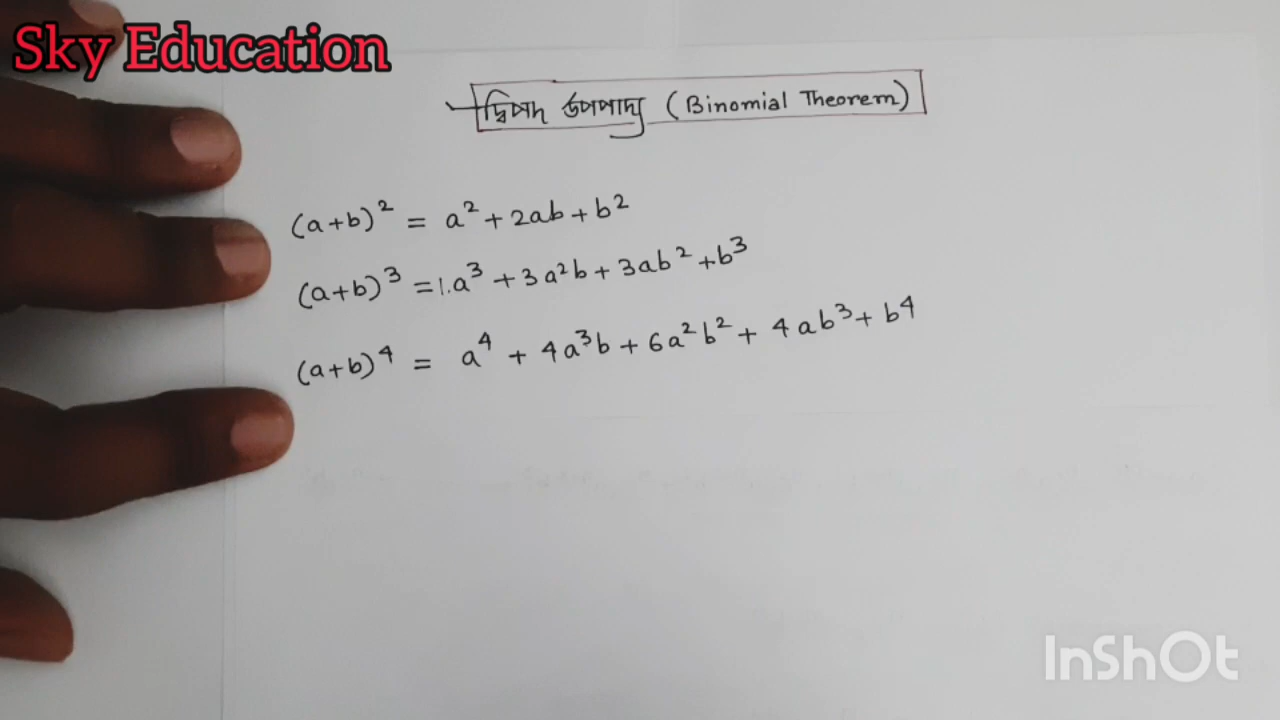 Sky Education
দ্বিপদ উপপাদ্য (Binomial Theorem)
(a+b)² = a² + 2ab + b²
(a+b)³ = 1.a³ + 3a²b + 3ab² + b³
(a+b)⁴ = a⁴ + 4a³b + 6a²b² + 4ab³ + b⁴
InShOt